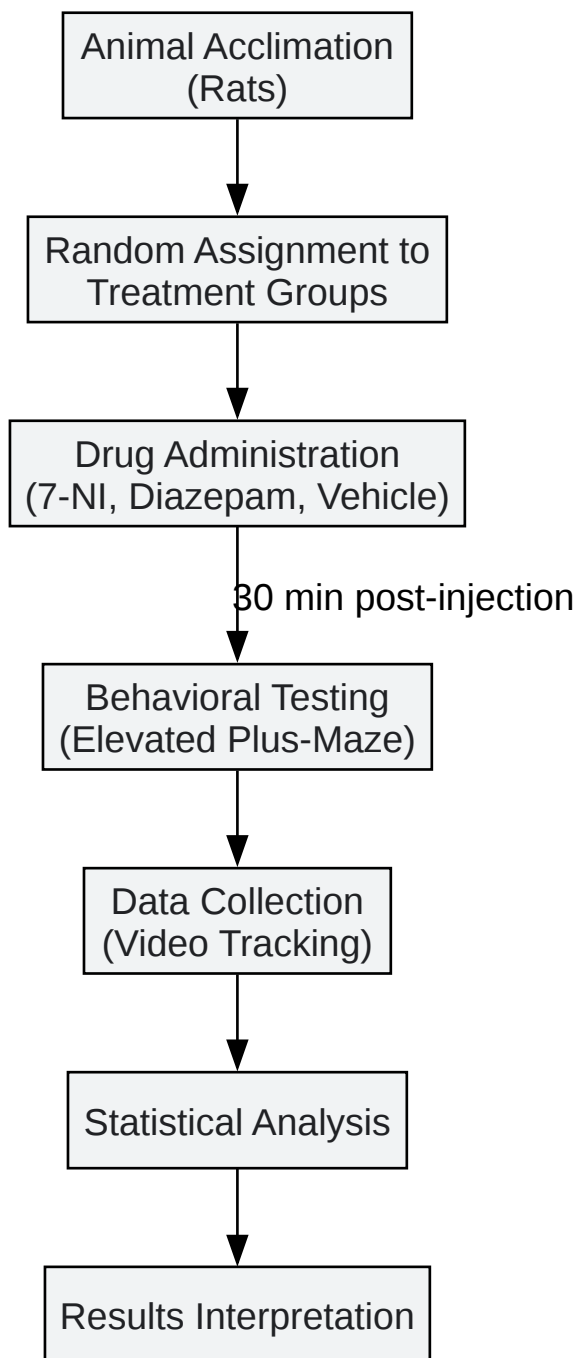 Animal Acclimation
(Rats)
Random Assignment to
Treatment Groups
Drug Administration
(7-NI, Diazepam, Vehicle)
30 min post-injection
Behavioral Testing
(Elevated Plus-Maze)
Data Collection
(Video Tracking)
Statistical Analysis
Results Interpretation